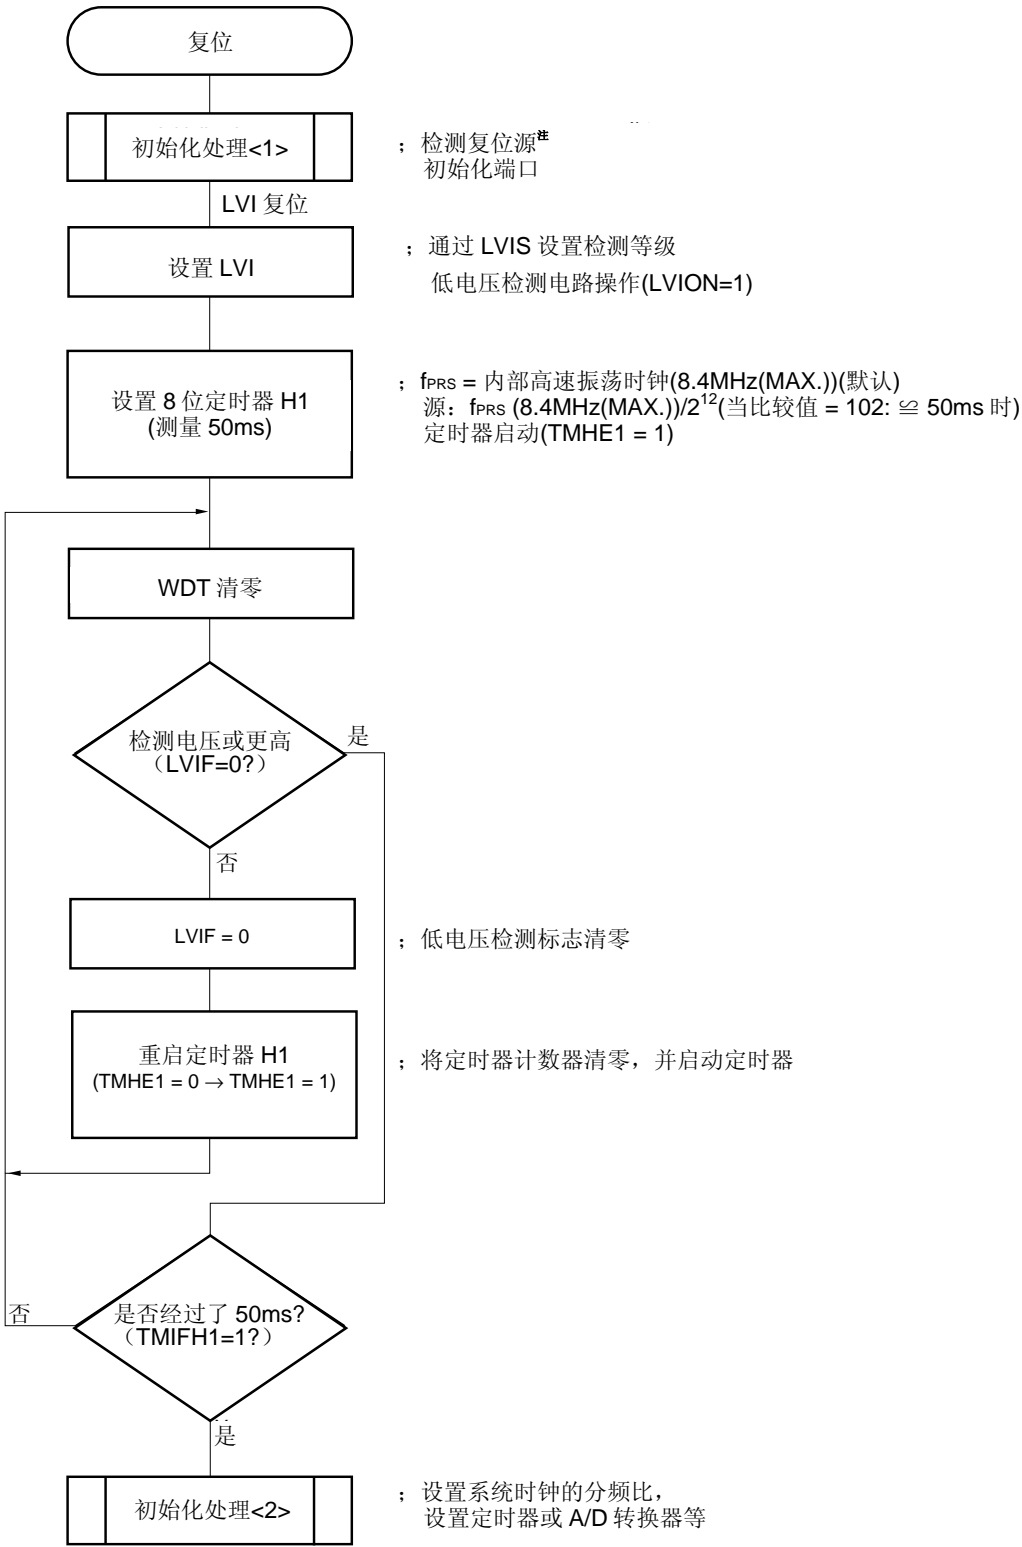 复位
初始化处理<1>
；检测复位源注
初始化端口
LVI 复位
设置 LVI
；通过 LVIS 设置检测等级
低电压检测电路操作(LVION=1)
设置 8 位定时器 H1
(测量 50ms)
；fPRS = 内部高速振荡时钟(8.4MHz(MAX.))(默认)
源：fPRS (8.4MHz(MAX.))/2^12(当比较值 = 102: ≌ 50ms 时)
定时器启动(TMHE1 = 1)
WDT 清零
检测电压或更高
（LVIF=0?）
是
否
LVIF = 0
；低电压检测标志清零
重启定时器 H1
(TMHE1 = 0 → TMHE1 = 1)
；将定时器计数器清零，并启动定时器
是否经过了 50ms?
（TMIFH1=1?）
否
是
初始化处理<2>
；设置系统时钟的分频比，
设置定时器或 A/D 转换器等